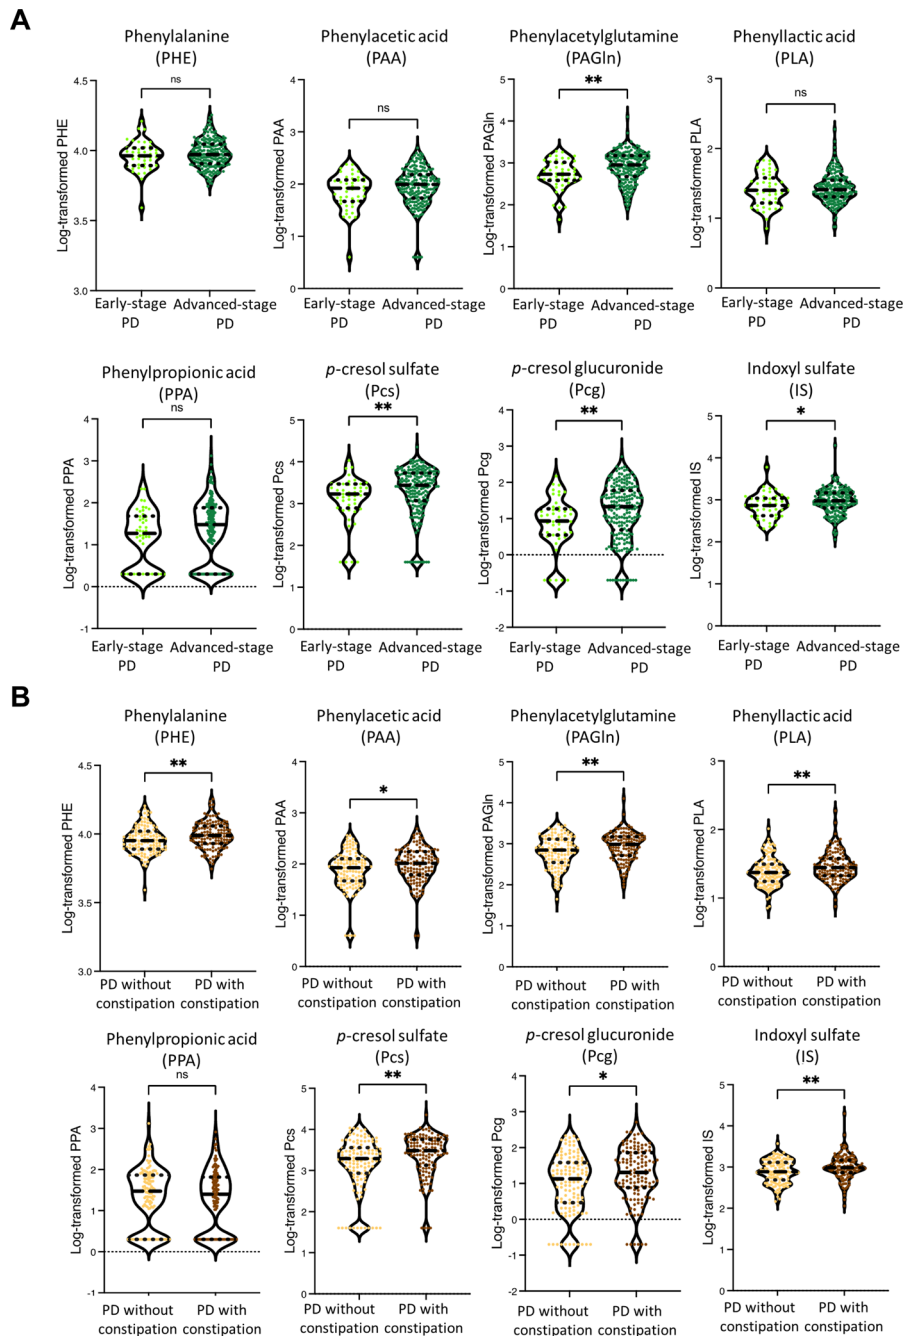 A
Phenylalanine
(PHE)
Phenylacetic acid
(PAA)
Phenylacetylglutamine
(PAGln)
Phenyllactic acid
(PLA)
Log-transformed PHE
4.5
4.0
3.5
3.0
ns
Early-stage
PD
Advanced-stage
PD
Log-transformed PAA
4
3
2
1
0
ns
Early-stage
PD
Advanced-stage
PD
Log-transformed PAGln
5
4
3
2
1
0
**
Early-stage
PD
Advanced-stage
PD
Log-transformed PLA
3
2
1
0
ns
Early-stage
PD
Advanced-stage
PD
Phenylpropionic acid
(PPA)
p-cresol sulfate
(Pcs)
p-cresol glucuronide
(Pcg)
Indoxyl sulfate
(IS)
Log-transformed PPA
4
3
2
1
0
-1
ns
Early-stage
PD
Advanced-stage
PD
Log-transformed Pcs
5
4
3
2
1
0
**
Early-stage
PD
Advanced-stage
PD
Log-transformed Pcg
4
3
2
1
0
-1
-2
**
Early-stage
PD
Advanced-stage
PD
Log-transformed IS
5
4
3
2
1
0
*
Early-stage
PD
Advanced-stage
PD
B
Phenylalanine
(PHE)
Phenylacetic acid
(PAA)
Phenylacetylglutamine
(PAGln)
Phenyllactic acid
(PLA)
Log-transformed PHE
4.5
4.0
3.5
3.0
**
PD without
constipation
PD with
constipation
Log-transformed PAA
4
3
2
1
0
*
PD without
constipation
PD with
constipation
Log-transformed PAGln
5
4
3
2
1
0
**
PD without
constipation
PD with
constipation
Log-transformed PLA
3
2
1
0
**
PD without
constipation
PD with
constipation
Phenylpropionic acid
(PPA)
p-cresol sulfate
(Pcs)
p-cresol glucuronide
(Pcg)
Indoxyl sulfate
(IS)
Log-transformed PPA
4
3
2
1
0
-1
ns
PD without
constipation
PD with
constipation
Log-transformed Pcs
5
4
3
2
1
0
**
PD without
constipation
PD with
constipation
Log-transformed Pcg
4
3
2
1
0
-1
-2
*
PD without
constipation
PD with
constipation
Log-transformed IS
5
4
3
2
1
0
**
PD without
constipation
PD with
constipation